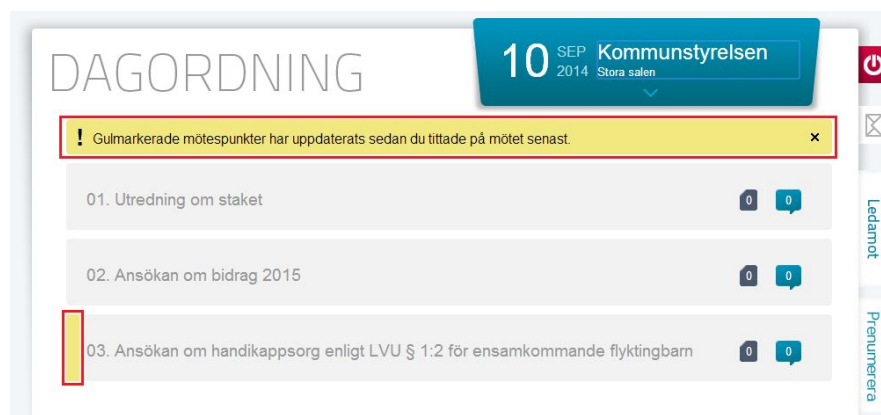 DAGORDNING
10 SEP 2014 Kommunstyrelsen
Stora salen
! Gulmarkerade mötespunkter har uppdaterats sedan du tittade på mötet senast. ×
01. Utredning om staket 0 0
02. Ansökan om bidrag 2015 0 0
03. Ansökan om handikappsorg enligt LVU § 1:2 för ensamkommande flyktingbarn 0 0
Ledamot
Prenumerera